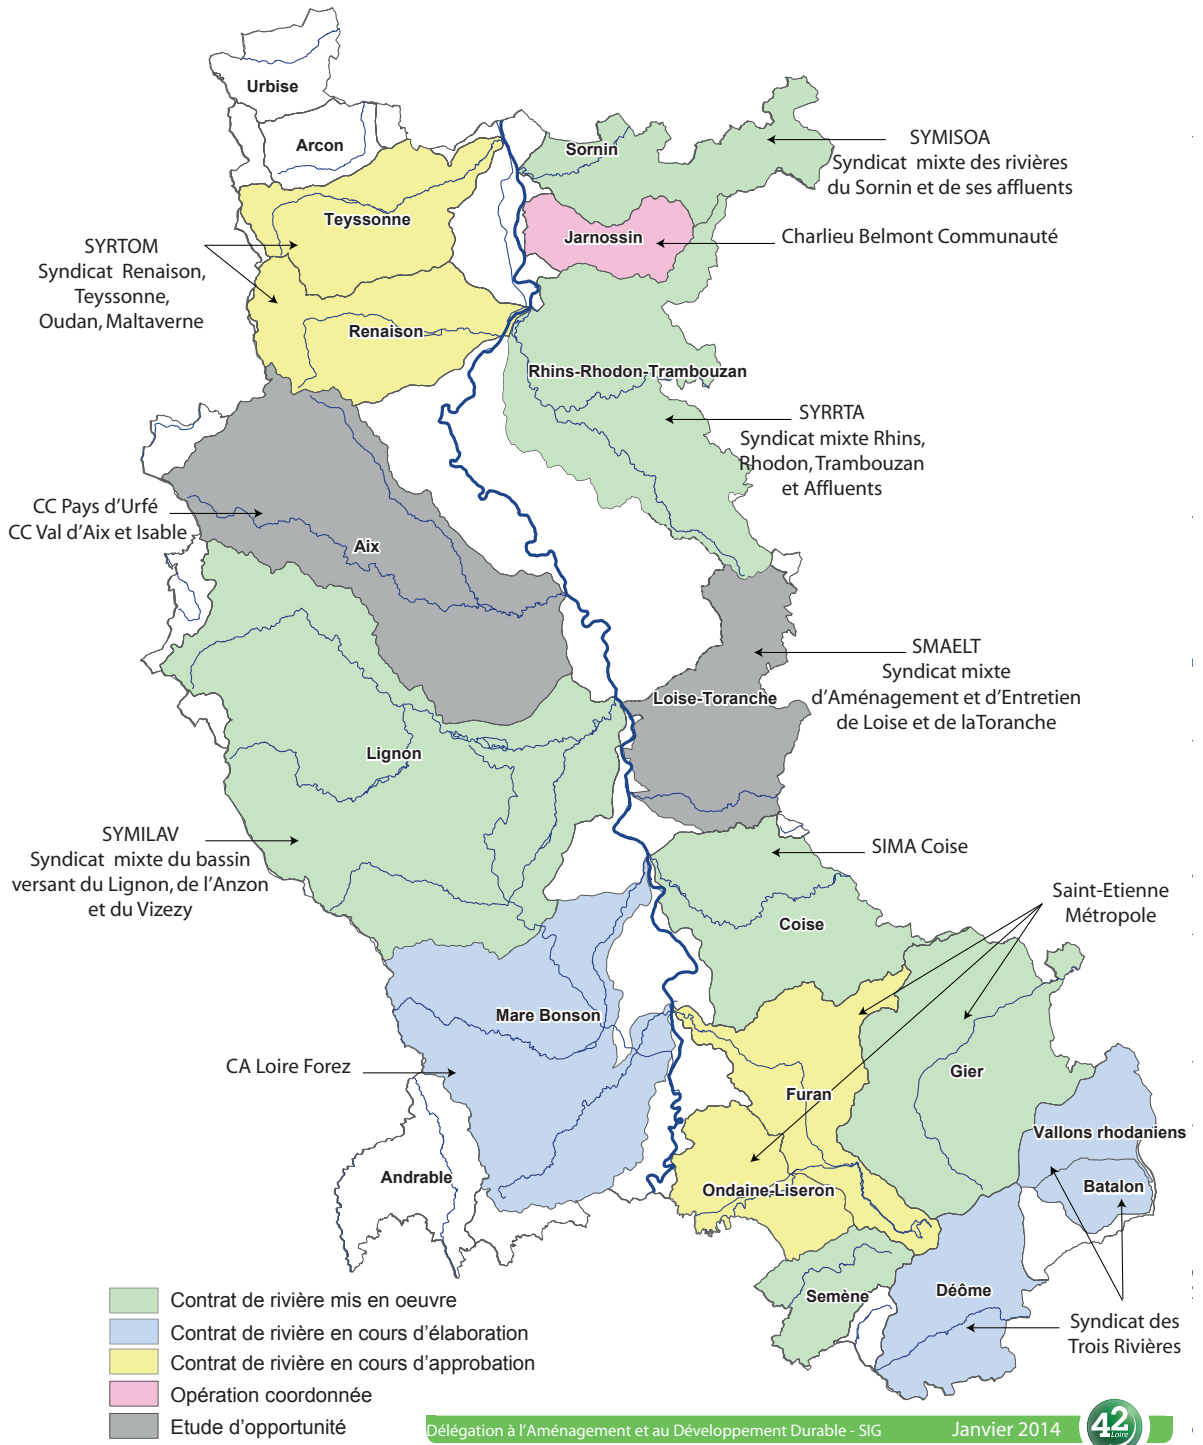 Urbise
Arcon
Sornin
SYMISOA
Syndicat mixte des rivières
du Sornin et de ses affluents
Teyssonne
Jarnossin
Charlieu Belmont Communauté
SYRTOM
Syndicat Renaison,
Teyssonne,
Oudan, Maltaverne
Renaison
Rhins-Rhodon-Trambouzan
SYRRTA
Syndicat mixte Rhins,
Rhodon, Trambouzan
et Affluents
CC Pays d'Urfé
CC Val d'Aix et Isable
Aix
SMAELT
Syndicat mixte
d'Aménagement et d'Entretien
de Loise et de laToranche
Loise-Toranche
Lignon
SYMILAV
Syndicat mixte du bassin
versant du Lignon, de l'Anzon
et du Vizezy
SIMA Coise
Saint-Etienne
Métropole
Coise
Mare Bonson
CA Loire Forez
Gier
Furan
Vallons rhodaniens
Andrable
Ondaine-Liseron
Batalon
Semène
Déôme
Syndicat des
Trois Rivières
Contrat de rivière mis en oeuvre
Contrat de rivière en cours d'élaboration
Contrat de rivière en cours d'approbation
Opération coordonnée
Etude d'opportunité
Délégation à l'Aménagement et au Développement Durable - SIG
Janvier 2014
42
Loire